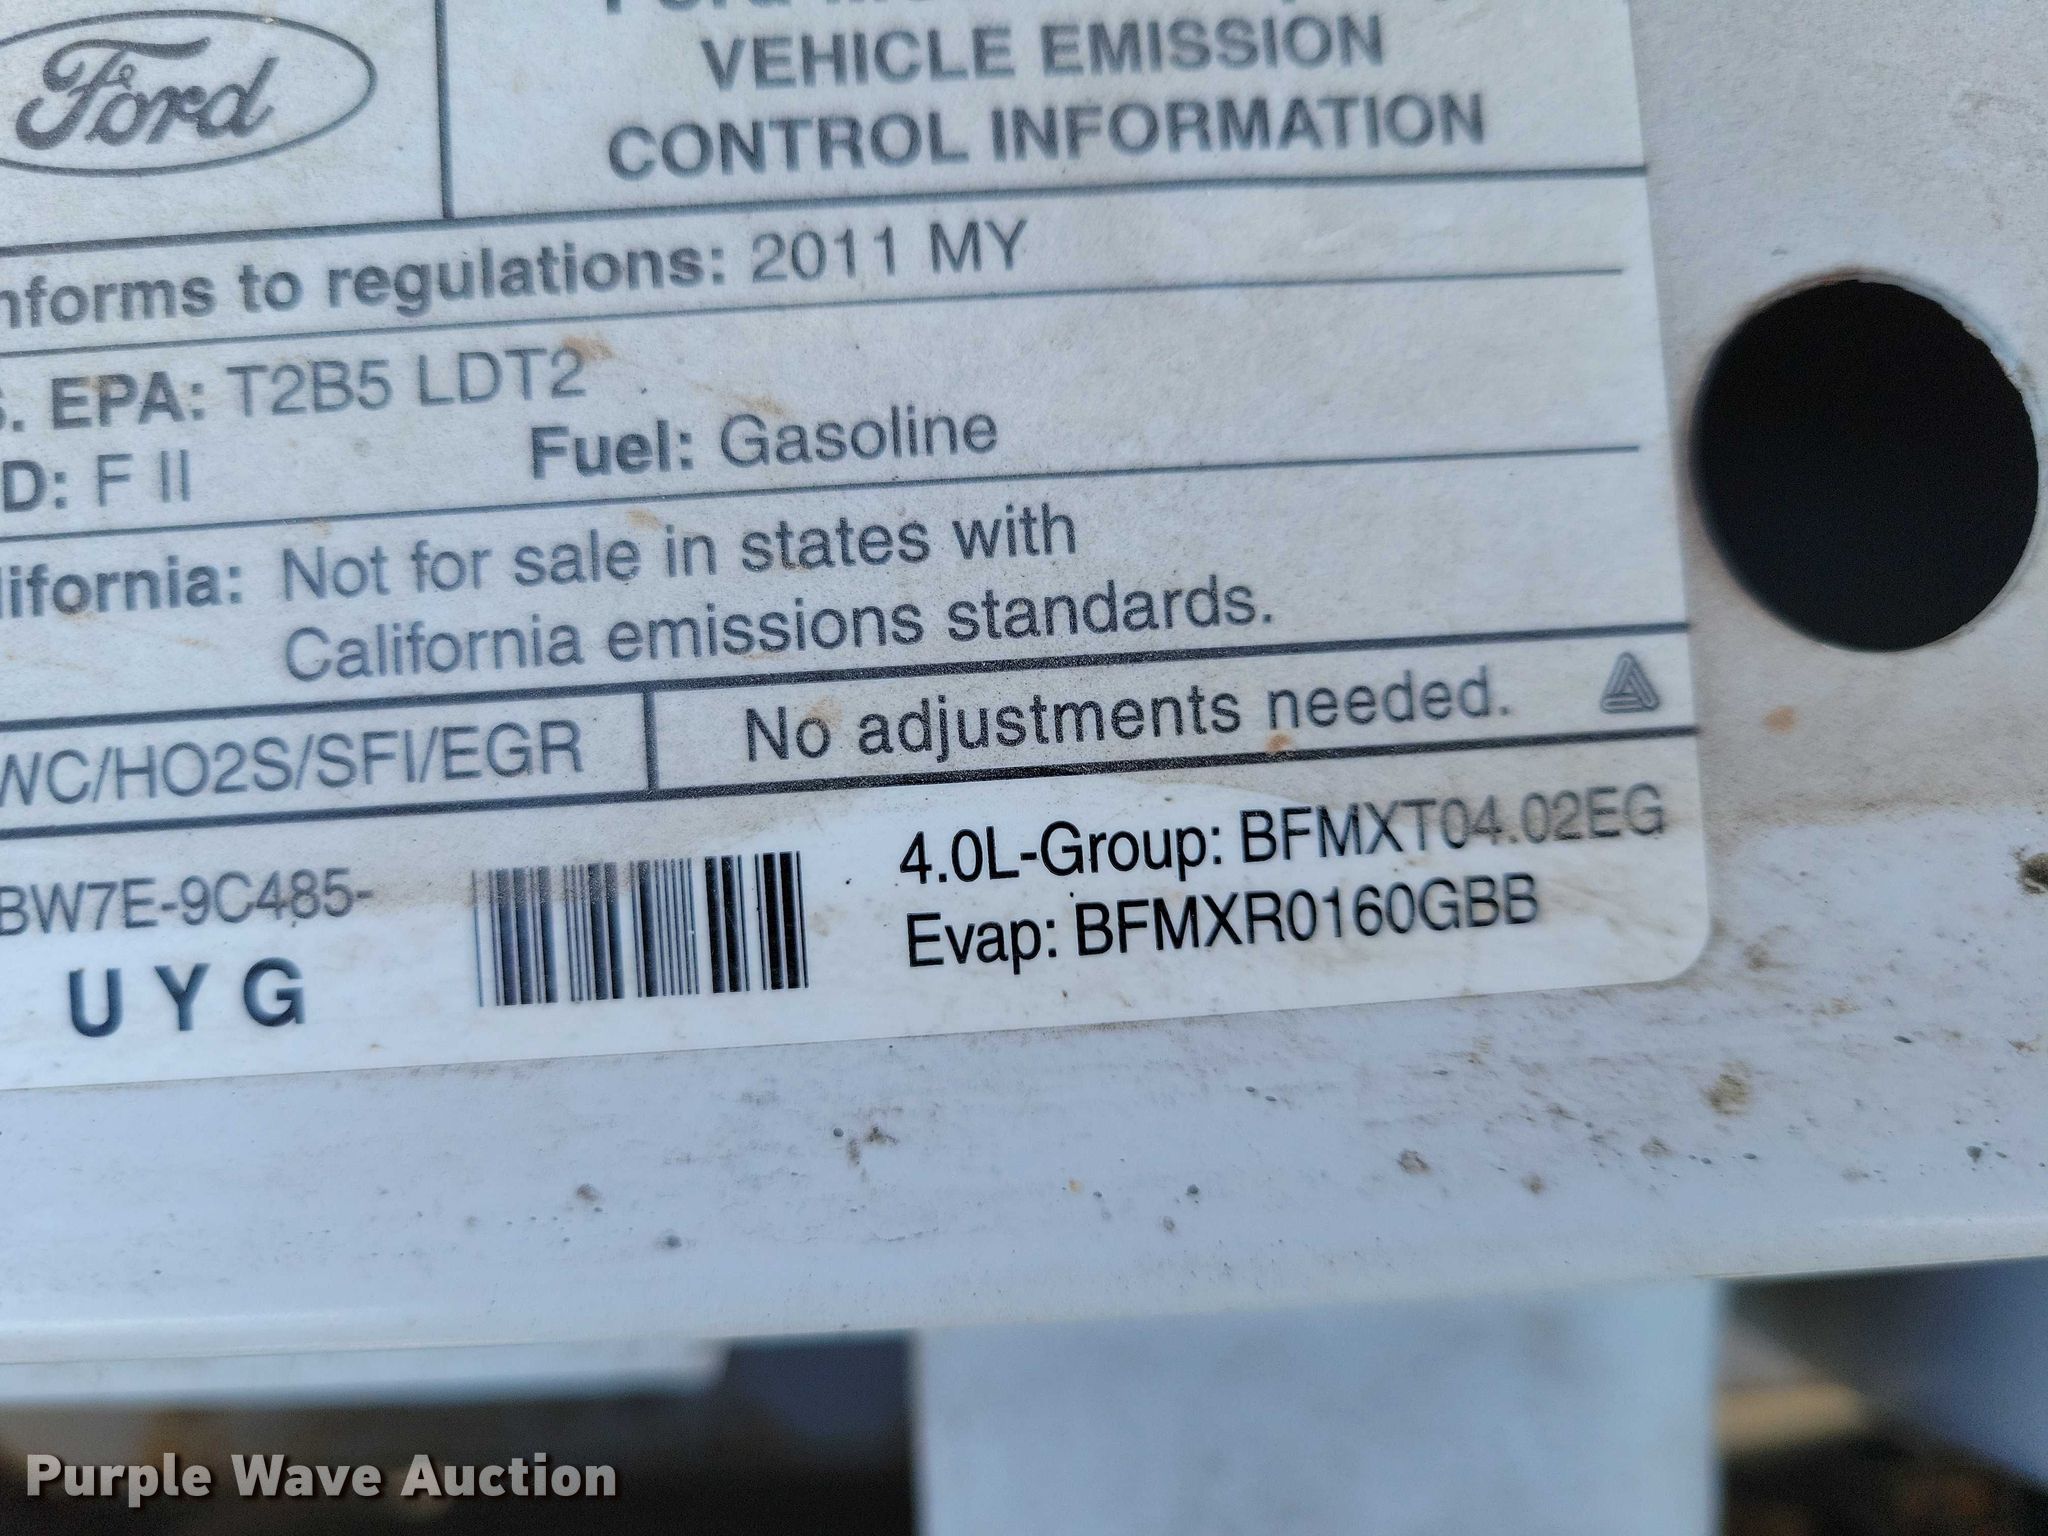 Ford
VEHICLE EMISSION
CONTROL INFORMATION
nforms to regulations: 2011 MY
S. EPA: T2B5 LDT2
D: F II Fuel: Gasoline
lifornia: Not for sale in states with
California emissions standards.
WC/HO2S/SFI/EGR No adjustments needed.
BW7E-9C485-
U Y G
4.0L-Group: BFMXT04.02EG
Evap: BFMXR0160GBB
Purple Wave Auction